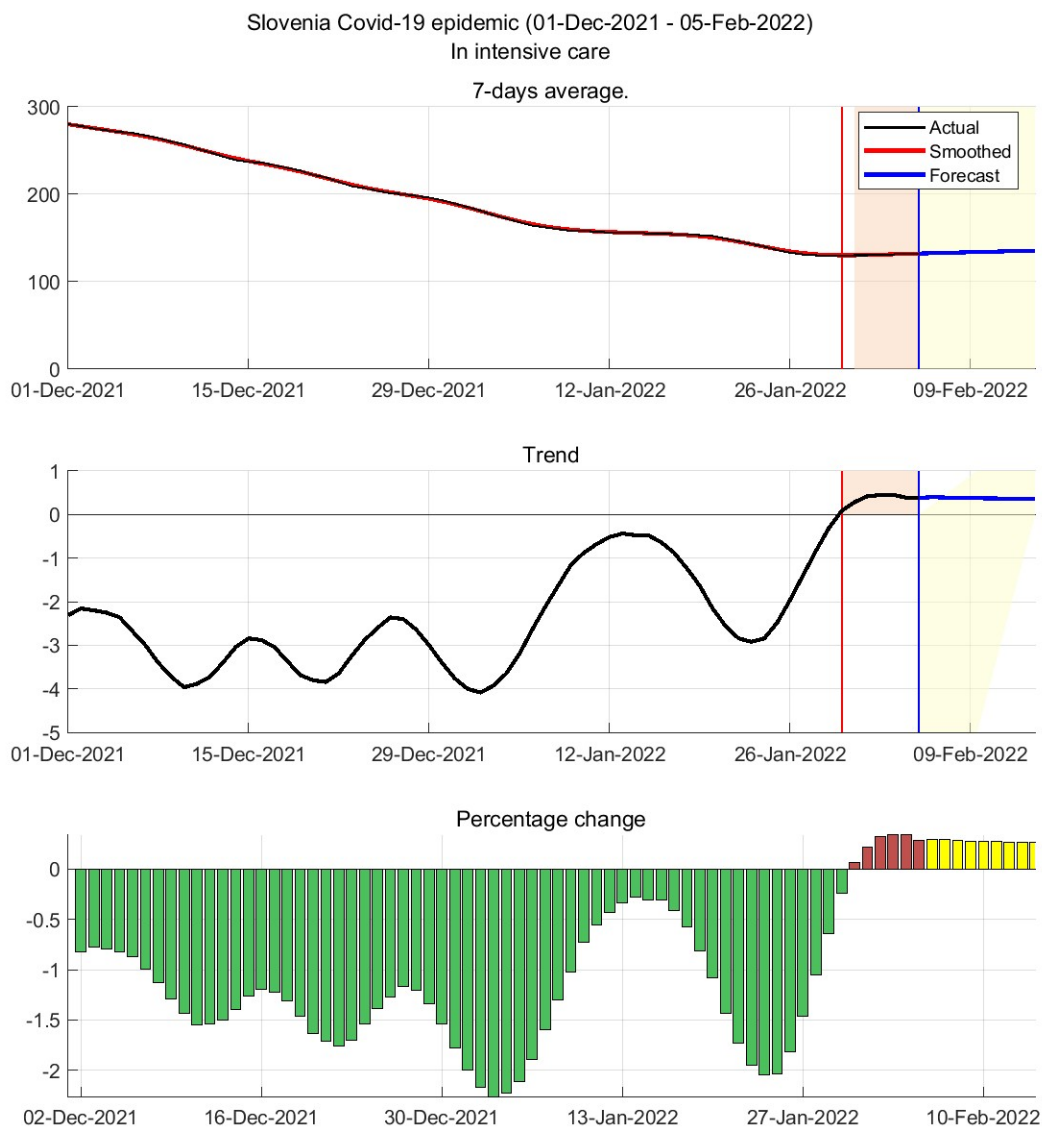 Slovenia Covid-19 epidemic (01-Dec-2021 - 05-Feb-2022)
In intensive care
7-days average.
300
200
100
0
Actual
Smoothed
Forecast
01-Dec-2021 15-Dec-2021 29-Dec-2021 12-Jan-2022 26-Jan-2022 09-Feb-2022
Trend
1
0
-1
-2
-3
-4
-5
01-Dec-2021 15-Dec-2021 29-Dec-2021 12-Jan-2022 26-Jan-2022 09-Feb-2022
Percentage change
0
-0.5
-1
-1.5
-2
02-Dec-2021 16-Dec-2021 30-Dec-2021 13-Jan-2022 27-Jan-2022 10-Feb-2022